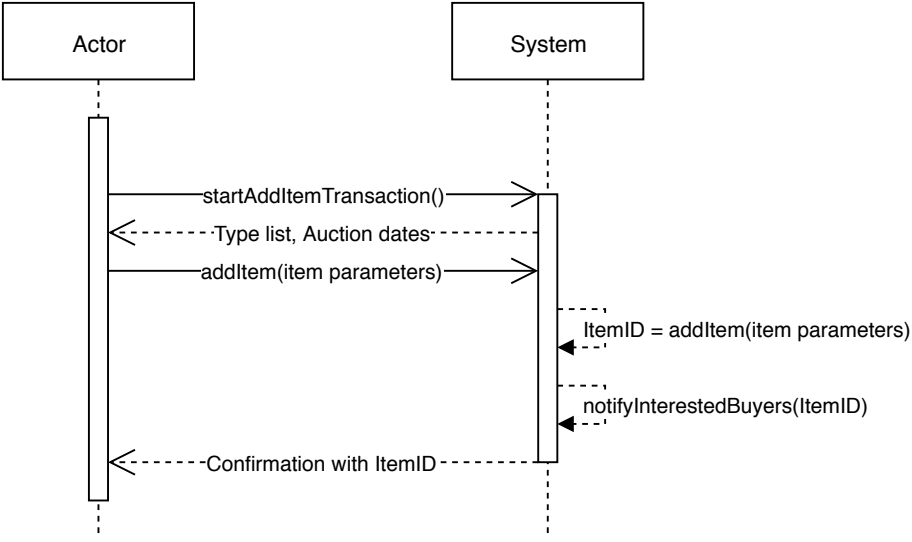 Actor
System
startAddItemTransaction()
Type list, Auction dates
addItem(item parameters)
ItemID = addItem(item parameters)
notifyInterestedBuyers(ItemID)
Confirmation with ItemID